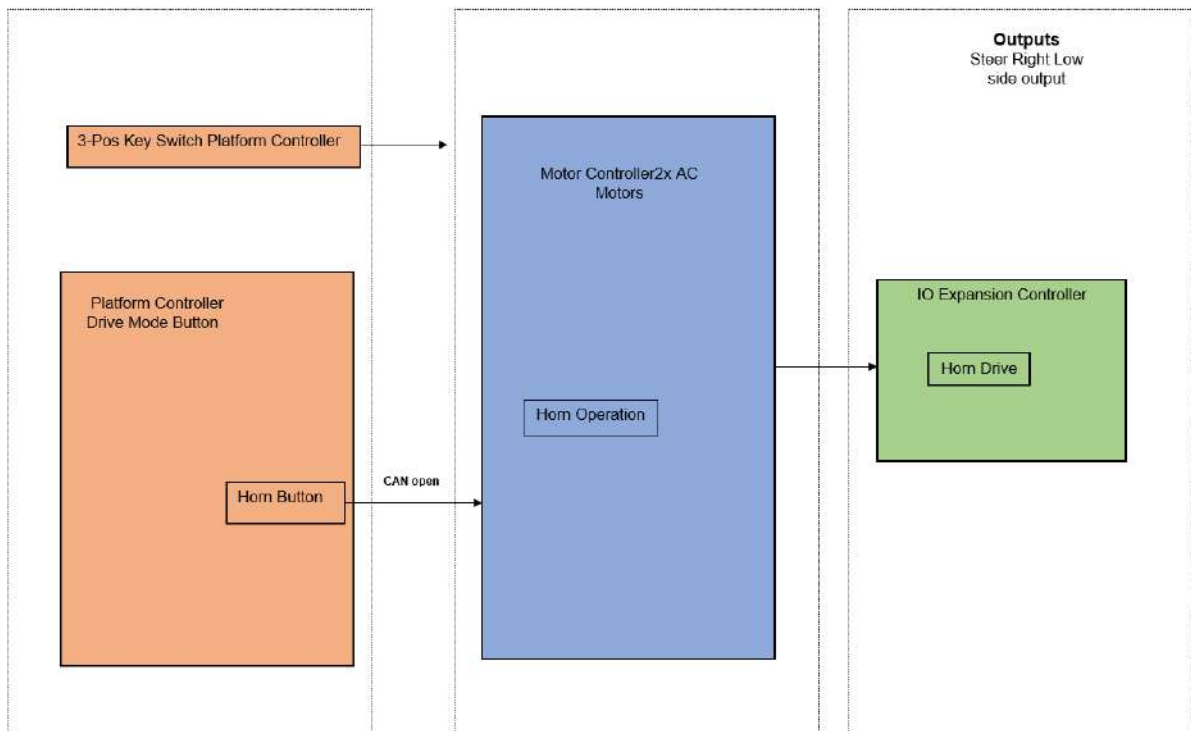 Outputs
Steer Right Low
side output
3-Pos Key Switch Platform Controller
Motor Controller2x AC
Motors
Platform Controller
Drive Mode Button
IO Expansion Controller
Horn Drive
Horn Operation
Horn Button
CAN open